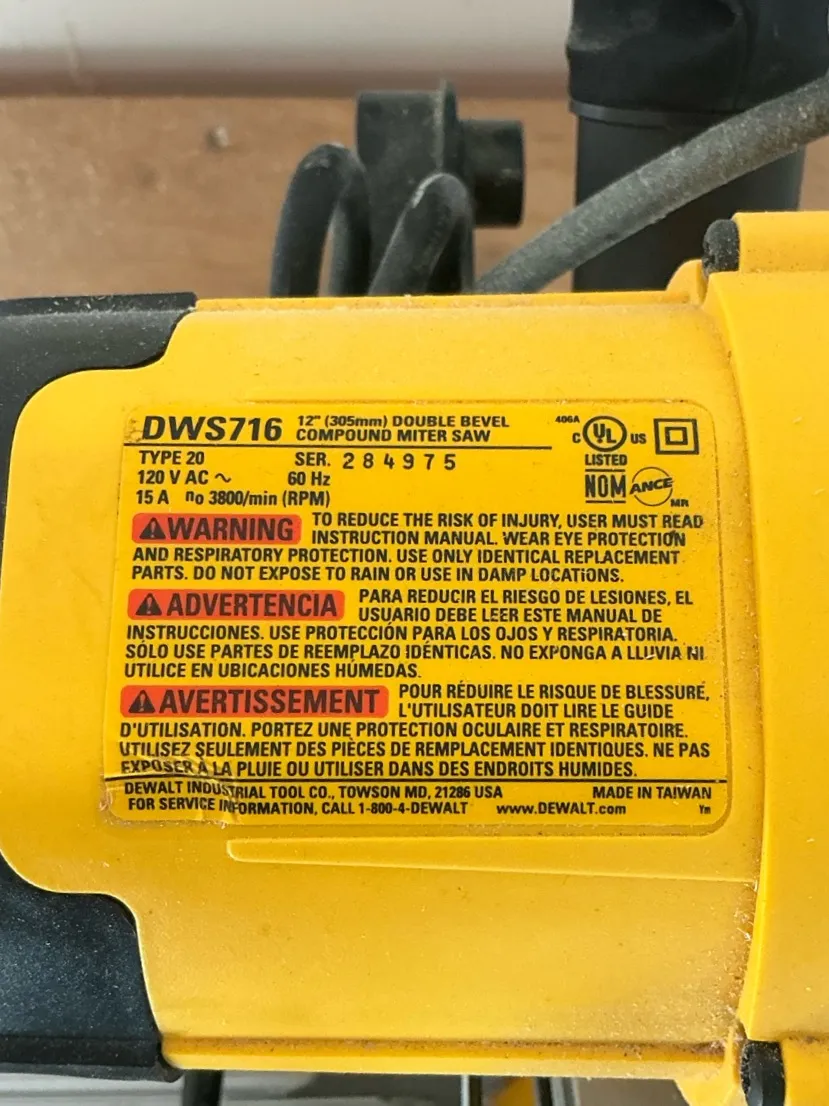 DWS716 12" (305mm) DOUBLE BEVEL
COMPOUND MITER SAW
406A
C UL US
LISTED
TYPE 20 SER. 284975
120 V AC ~ 60 Hz
15 A no 3800/min (RPM)
NOM ANCE MR
⚠WARNING TO REDUCE THE RISK OF INJURY, USER MUST READ
INSTRUCTION MANUAL. WEAR EYE PROTECTION
AND RESPIRATORY PROTECTION. USE ONLY IDENTICAL REPLACEMENT
PARTS. DO NOT EXPOSE TO RAIN OR USE IN DAMP LOCATIONS.
⚠ADVERTENCIA PARA REDUCIR EL RIESGO DE LESIONES, EL
USUARIO DEBE LEER ESTE MANUAL DE
INSTRUCCIONES. USE PROTECCIÓN PARA LOS OJOS Y RESPIRATORIA.
SÓLO USE PARTES DE REEMPLAZO IDÉNTICAS. NO EXPONGA A LLUVIA NI
UTILICE EN UBICACIONES HÚMEDAS.
⚠AVERTISSEMENT POUR RÉDUIRE LE RISQUE DE BLESSURE,
L'UTILISATEUR DOIT LIRE LE GUIDE
D'UTILISATION. PORTEZ UNE PROTECTION OCULAIRE ET RESPIRATOIRE.
UTILISEZ SEULEMENT DES PIÈCES DE REMPLACEMENT IDENTIQUES. NE PAS
EXPOSER À LA PLUIE OU UTILISER DANS DES ENDROITS HUMIDES.
DEWALT INDUSTRIAL TOOL CO., TOWSON MD, 21286 USA MADE IN TAIWAN
FOR SERVICE INFORMATION, CALL 1-800-4-DEWALT www.DEWALT.com Ym